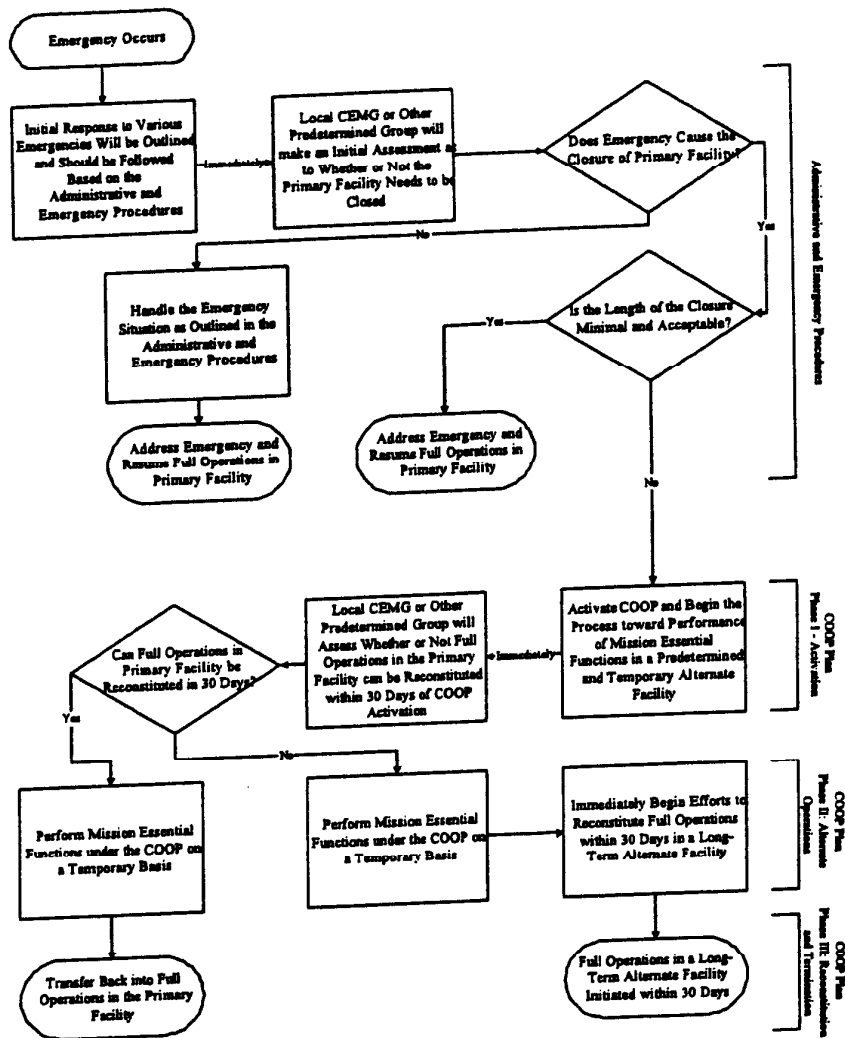 Emergency Occurs
Initial Response to Various
Emergencies Will be Outlined
and Should be Followed
Based on the
Administrative and
Emergency Procedures
Immediately
Local CEMG or Other
Predetermined Group will
make an Initial Assessment as
to Whether or Not the
Primary Facility Needs to be
Closed
Does Emergency Cause the
Closure of Primary Facility?
No
Yes
Handle the Emergency
Situation as Outlined in the
Administrative and
Emergency Procedures
Is the Length of the Closure
Minimal and Acceptable?
Yes
Address Emergency and
Resume Full Operations in
Primary Facility
Address Emergency and
Resume Full Operations in
Primary Facility
No
Administrative and Emergency Procedures
Activate COOP and Begin the
Process toward Performance
of Mission Essential
Functions in a Predetermined
and Temporary Alternate
Facility
Immediately
Local CEMG or Other
Predetermined Group will
Assess Whether or Not Full
Operations in the Primary
Facility can be Reconstituted
within 30 Days of COOP
Activation
Can Full Operations in
Primary Facility be
Reconstituted in 30 Days?
COOP Plan
Phase I - Activation
Yes
No
Perform Mission Essential
Functions under the COOP on
a Temporary Basis
Perform Mission Essential
Functions under the COOP on
a Temporary Basis
Immediately Begin Efforts to
Reconstitute Full Operations
within 30 Days in a Long-
Term Alternate Facility
COOP Plan
Phase II: Alternate
Operations
Transfer Back into Full
Operations in the Primary
Facility
Full Operations in a Long-
Term Alternate Facility
Initiated within 30 Days
COOP Plan
Phase III: Reconstitution
and Termination